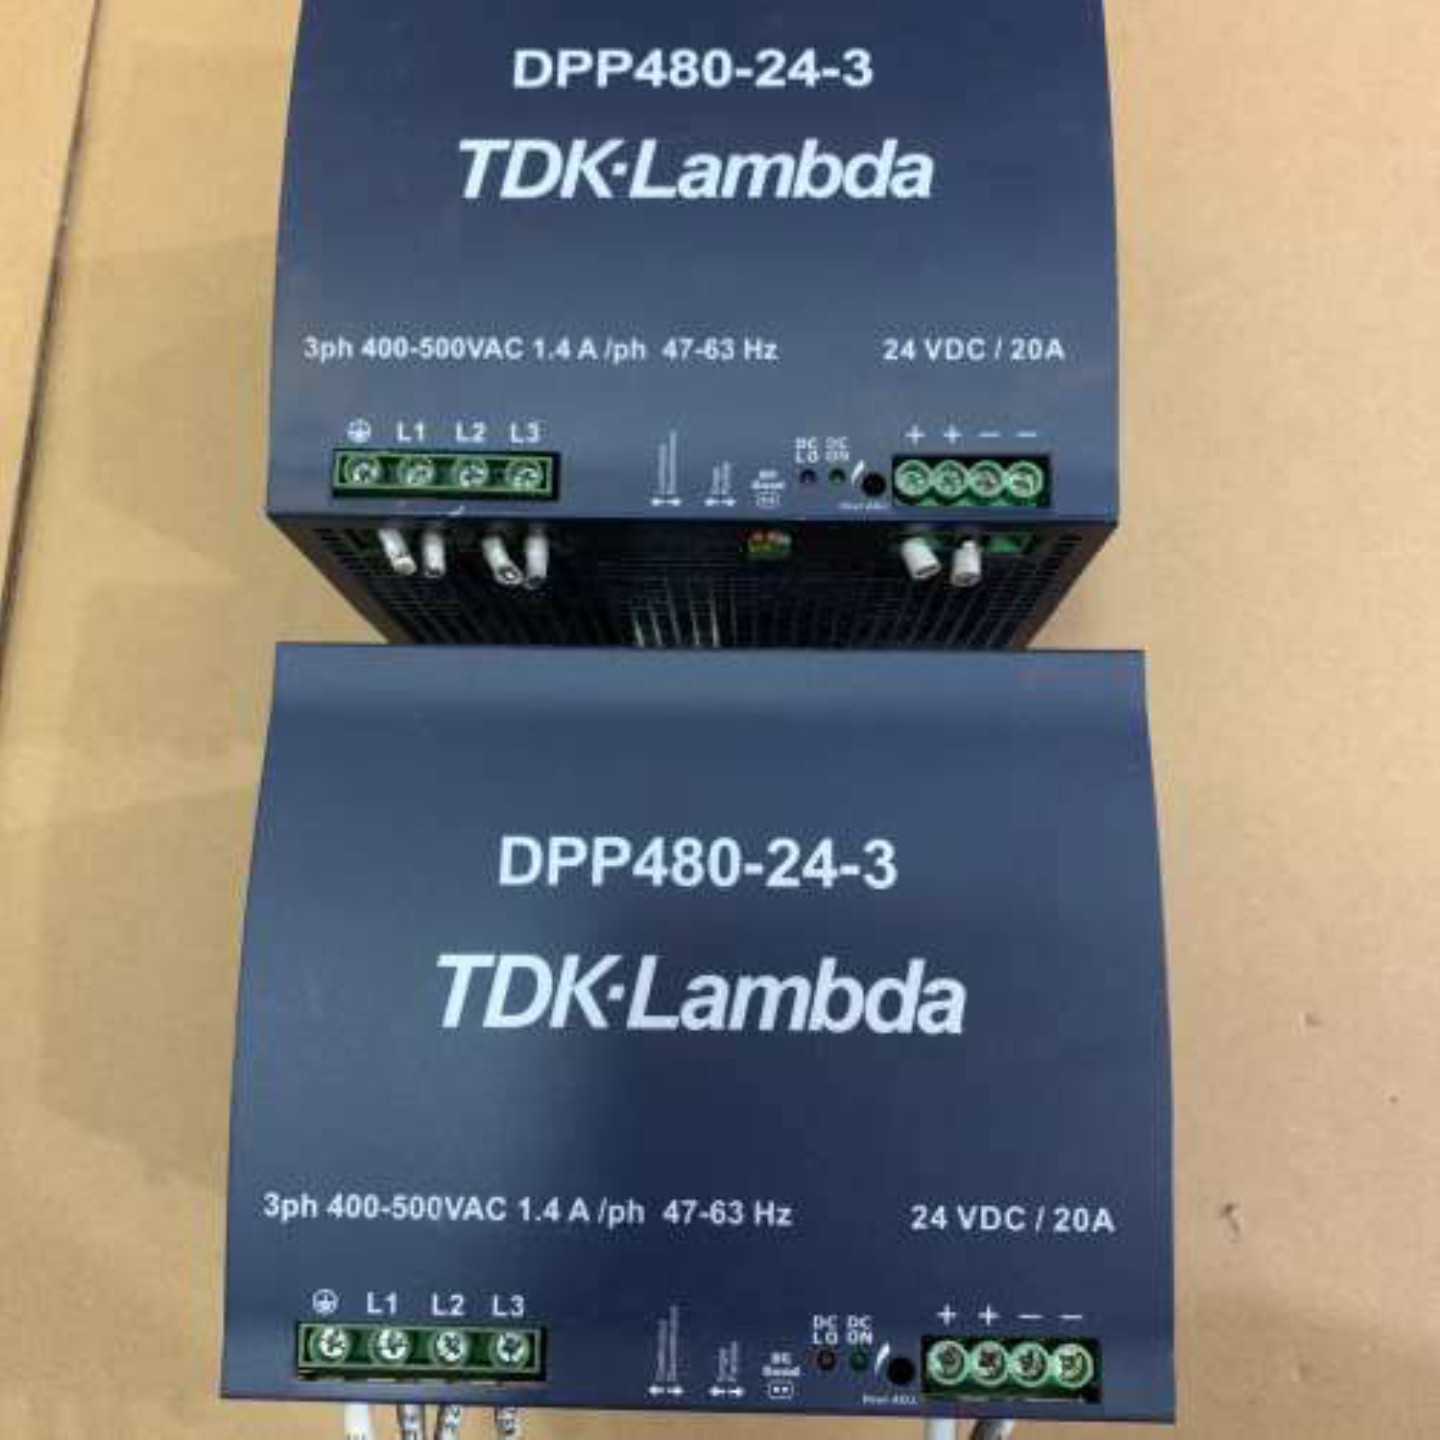 DPP480-24-3
TDK·Lambda
3ph 400-500VAC 1.4 A /ph 47-63 Hz 24 VDC / 20A
L1 L2 L3
DC LO DC ON
+ + − −
DPP480-24-3
TDK·Lambda
3ph 400-500VAC 1.4 A /ph 47-63 Hz 24 VDC / 20A
L1 L2 L3
DC LO DC ON
+ + − −